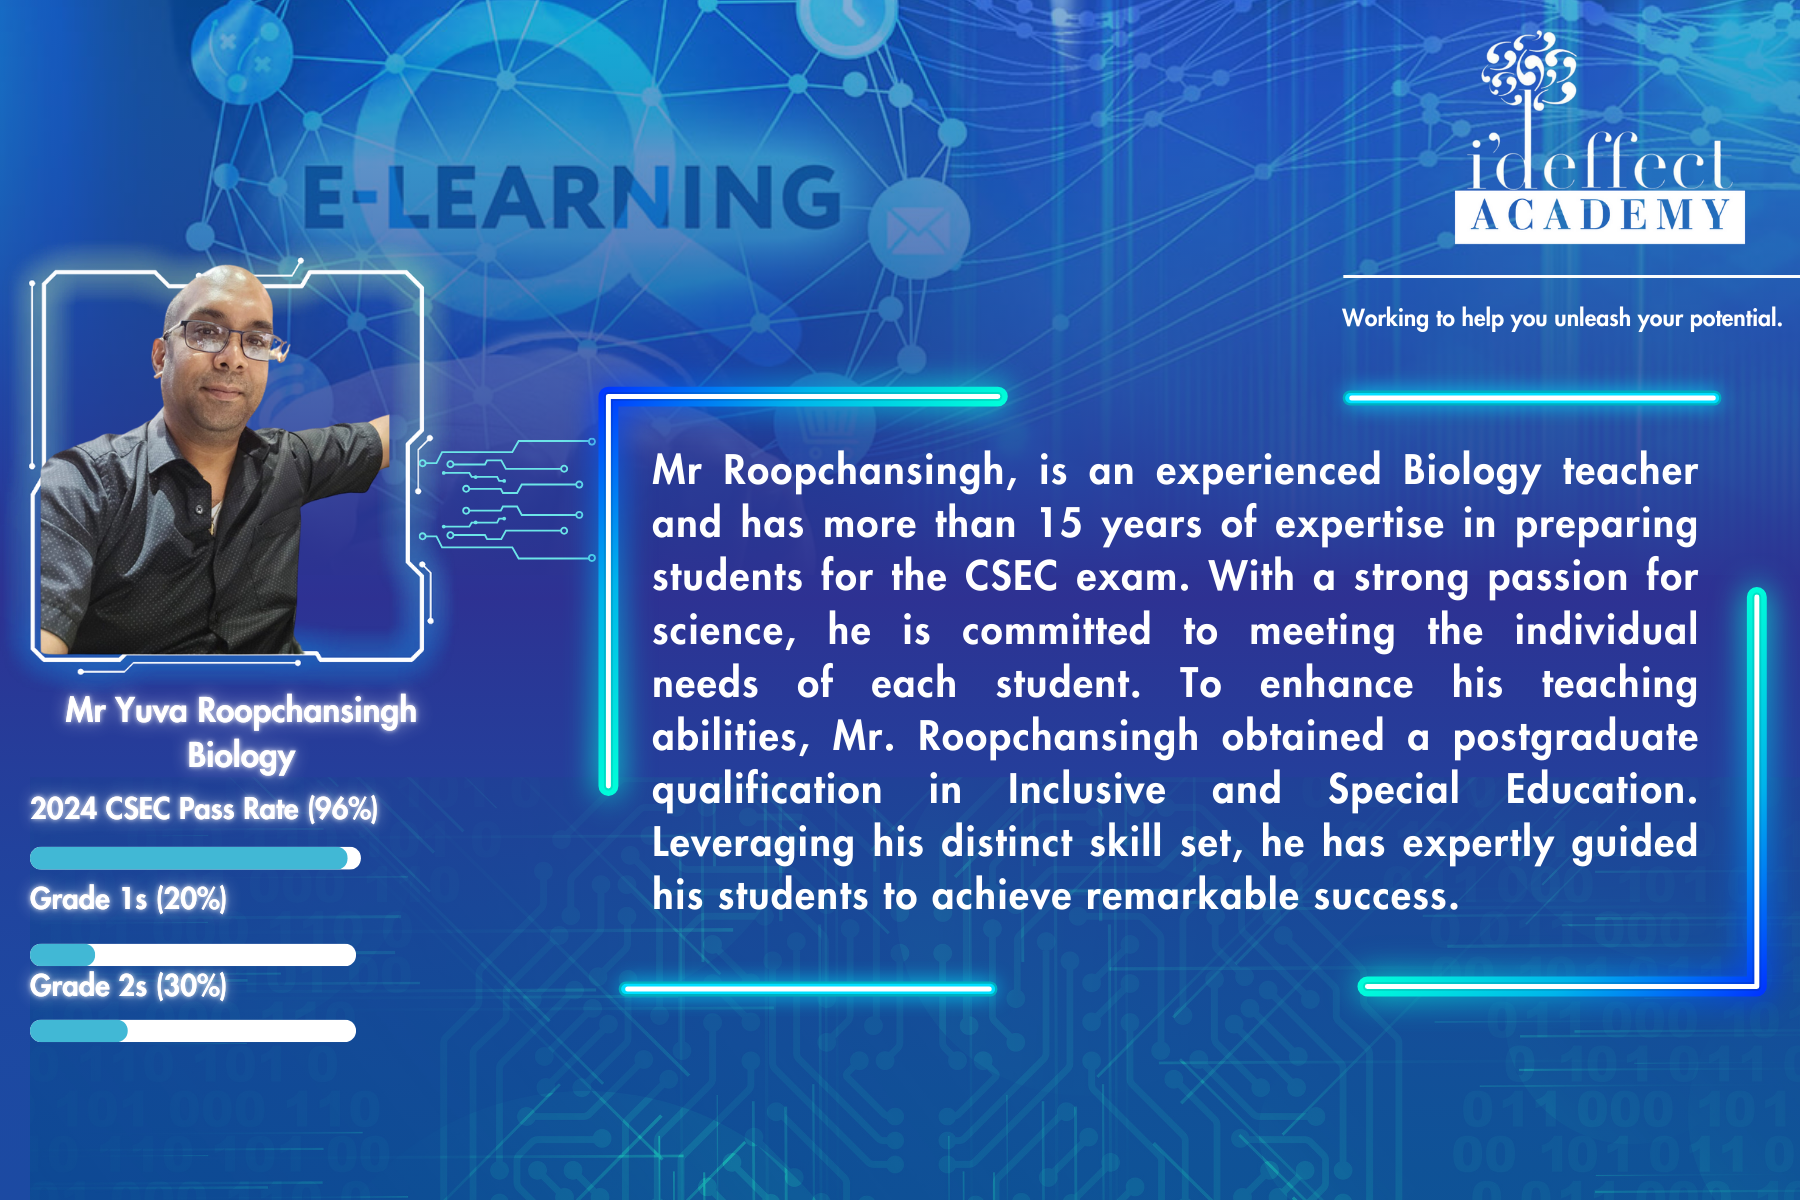 E-LEARNING
i'deffect
ACADEMY
Working to help you unleash your potential.
Mr Yuva Roopchansingh
Biology
2024 CSEC Pass Rate (96%)
Grade 1s (20%)
Grade 2s (30%)
Mr Roopchansingh, is an experienced Biology teacher
and has more than 15 years of expertise in preparing
students for the CSEC exam. With a strong passion for
science, he is committed to meeting the individual
needs of each student. To enhance his teaching
abilities, Mr. Roopchansingh obtained a postgraduate
qualification in Inclusive and Special Education.
Leveraging his distinct skill set, he has expertly guided
his students to achieve remarkable success.